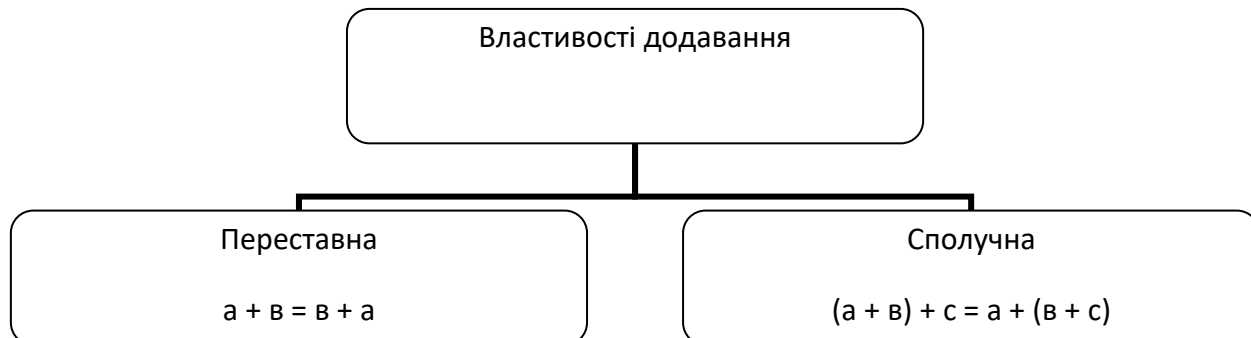 Властивості додавання
Переставна
а + в = в + а
Сполучна
(а + в) + с = а + (в + с)